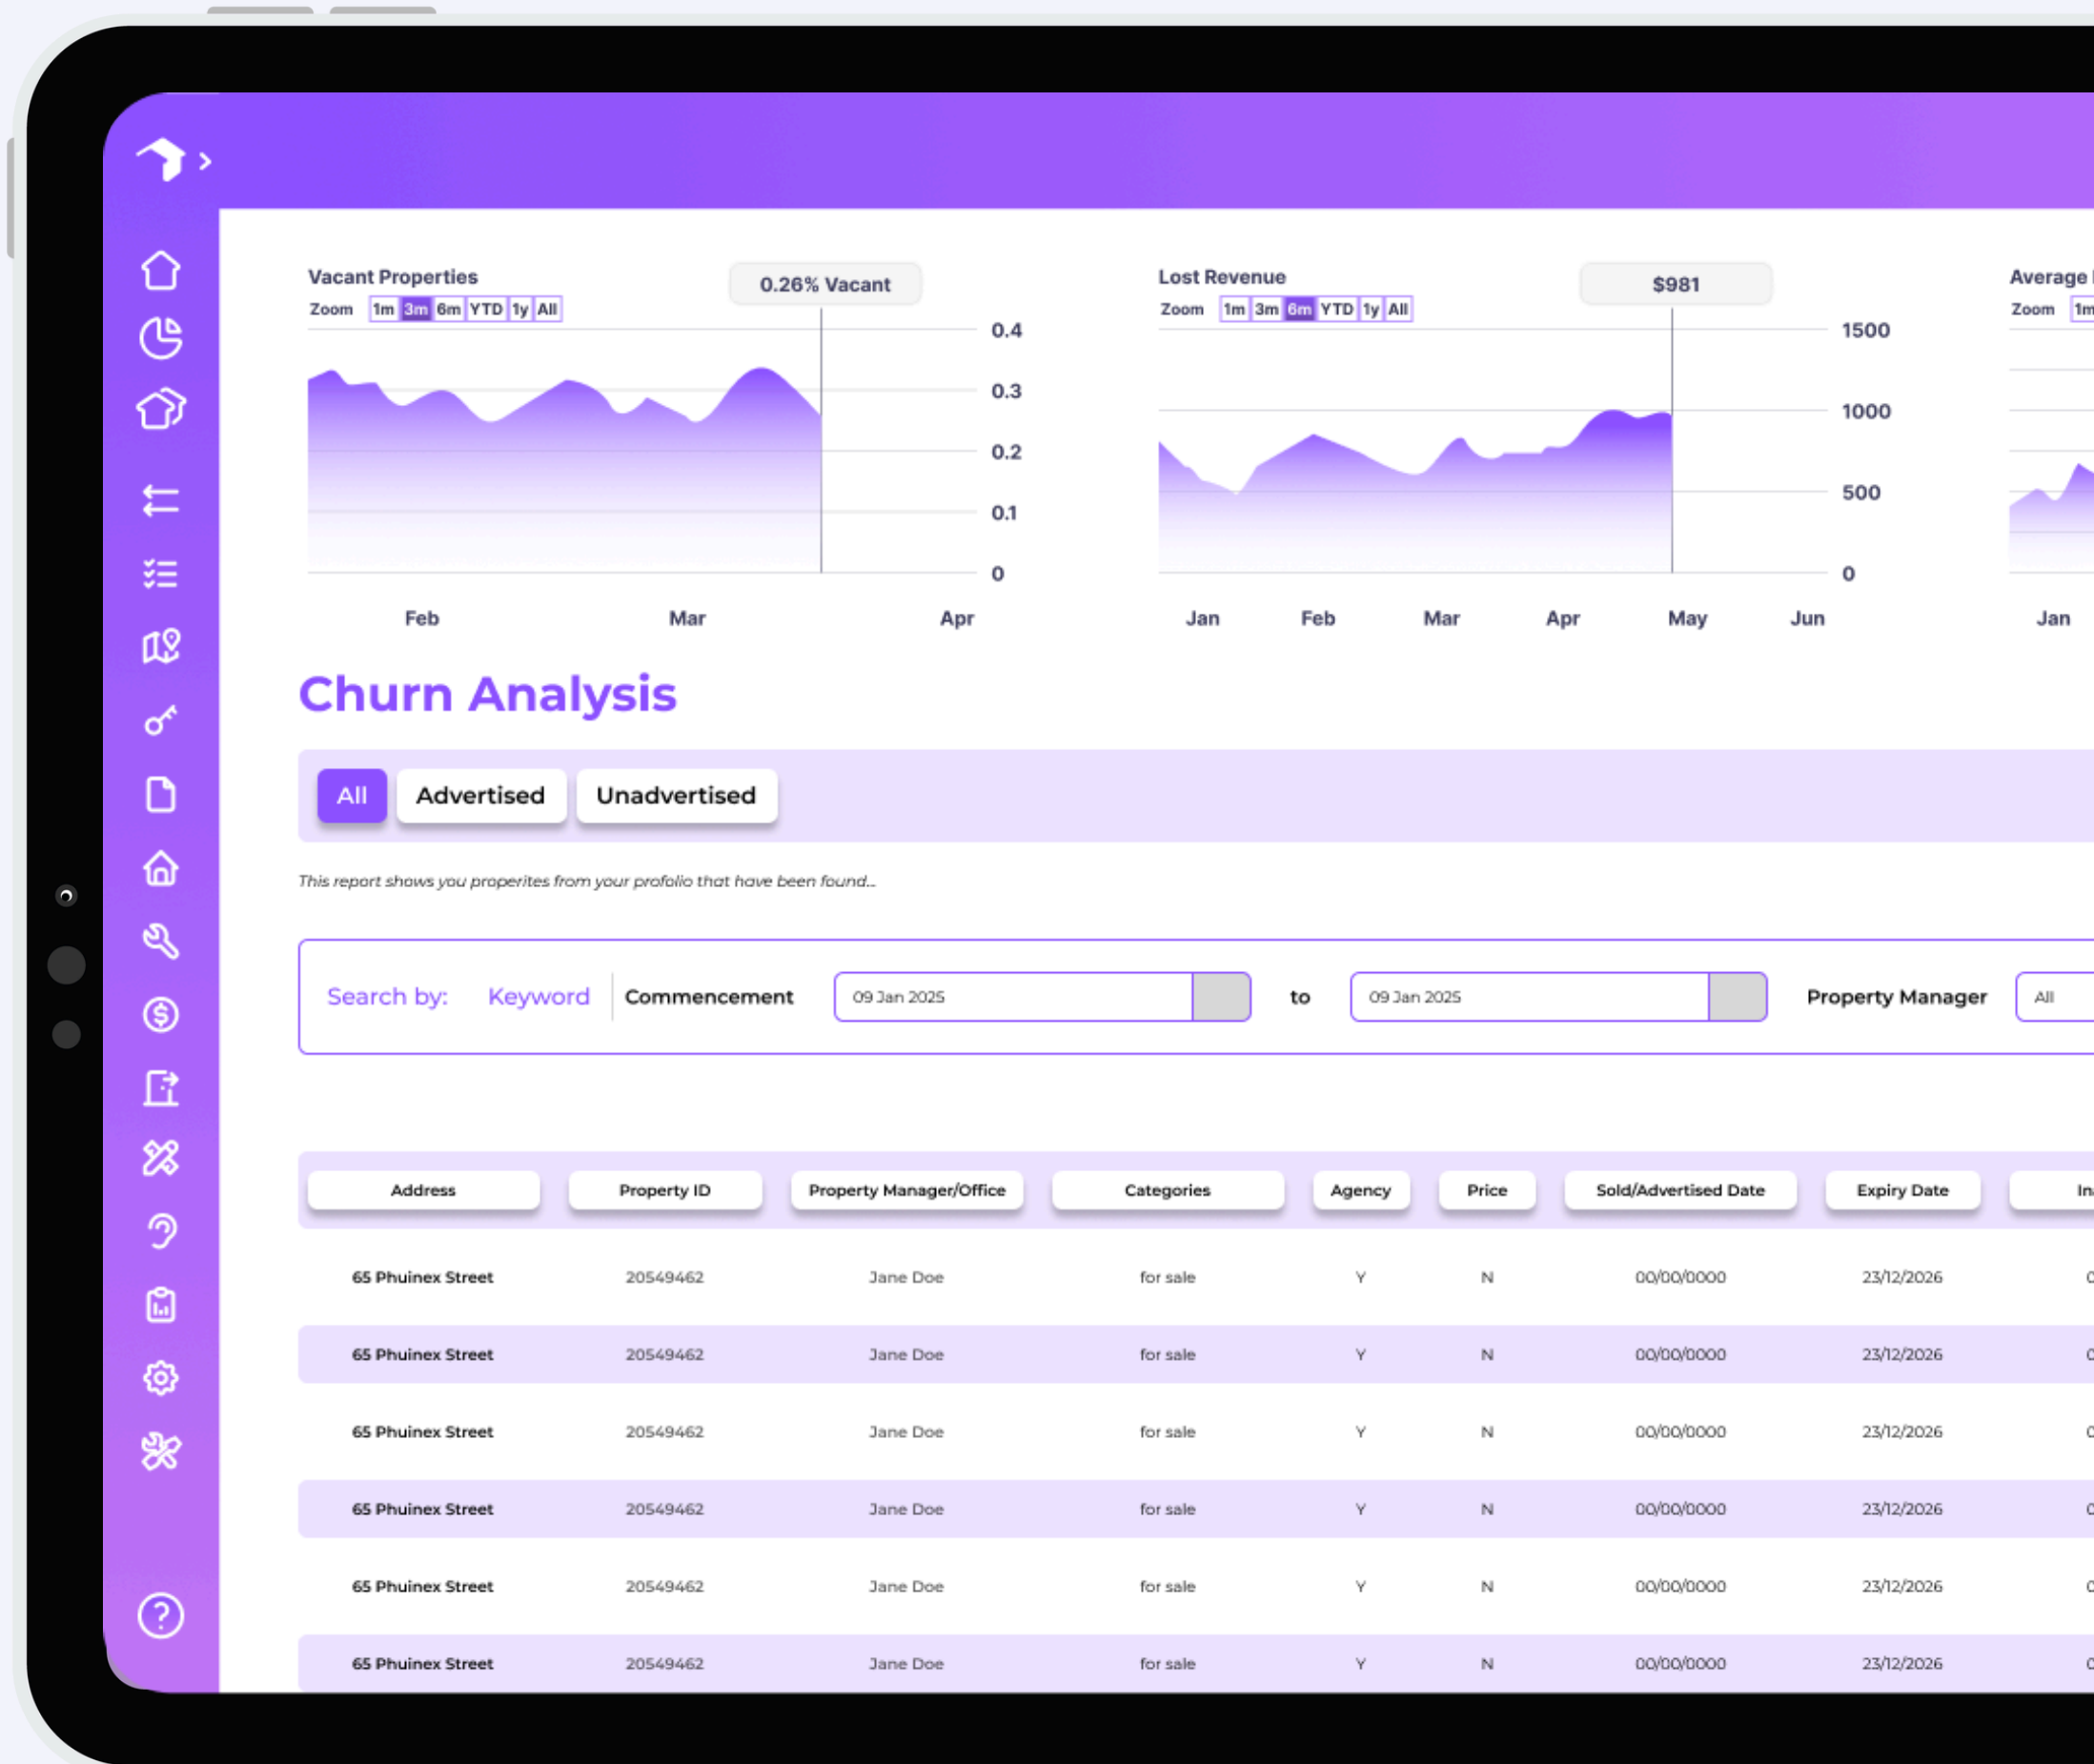 Vacant Properties
0.26% Vacant
Zoom 1m 3m 6m YTD 1y All
0.4
0.3
0.2
0.1
0
Feb Mar Apr
Lost Revenue
$981
Zoom 1m 3m 6m YTD 1y All
1500
1000
500
0
Jan Feb Mar Apr May Jun
Average
Zoom 1m
Jan
Churn Analysis
All Advertised Unadvertised
This report shows you properites from your profolio that have been found...
Search by: Keyword Commencement 09 Jan 2025 to 09 Jan 2025 Property Manager All
Address Property ID Property Manager/Office Categories Agency Price Sold/Advertised Date Expiry Date
65 Phuinex Street 20549462 Jane Doe for sale Y N 00/00/0000 23/12/2026
65 Phuinex Street 20549462 Jane Doe for sale Y N 00/00/0000 23/12/2026
65 Phuinex Street 20549462 Jane Doe for sale Y N 00/00/0000 23/12/2026
65 Phuinex Street 20549462 Jane Doe for sale Y N 00/00/0000 23/12/2026
65 Phuinex Street 20549462 Jane Doe for sale Y N 00/00/0000 23/12/2026
65 Phuinex Street 20549462 Jane Doe for sale Y N 00/00/0000 23/12/2026